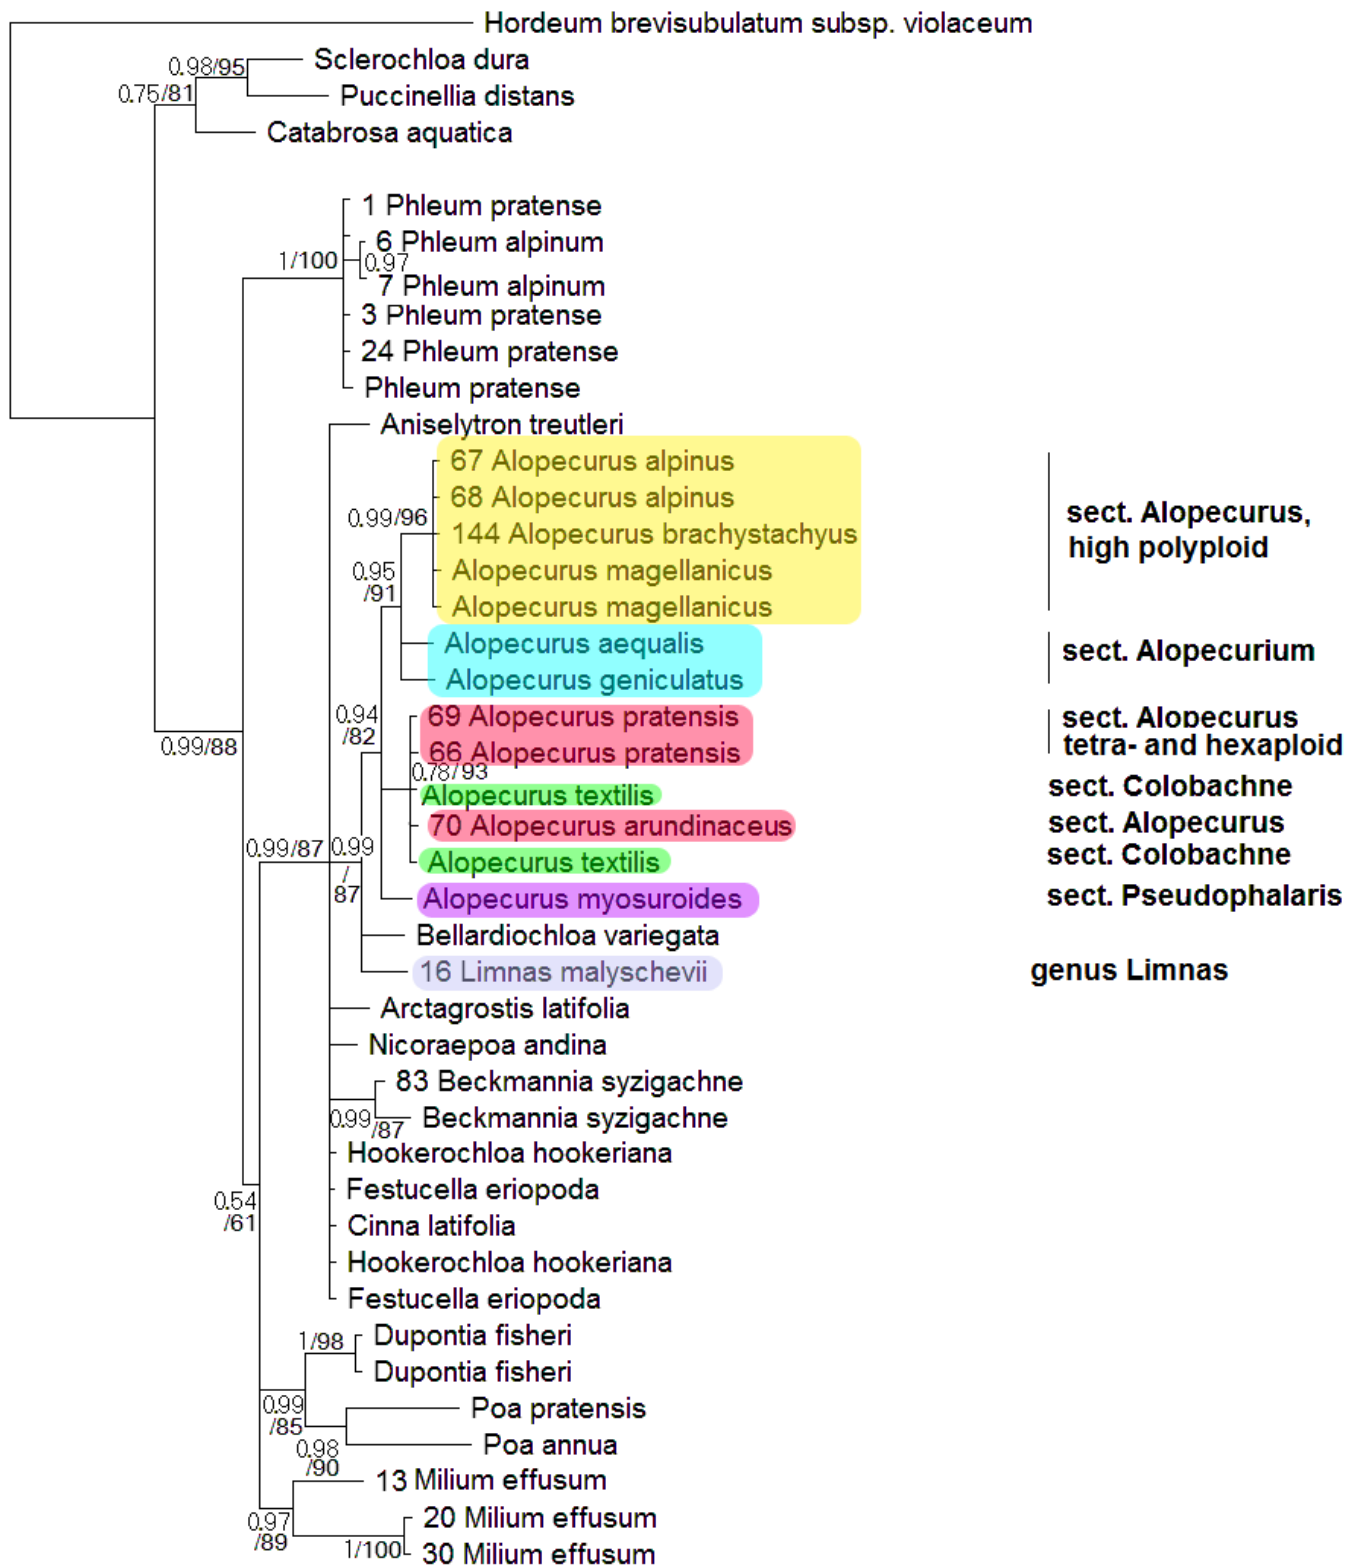 Hordeum brevisubulatum subsp. violaceum
0.98/95 Sclerochloa dura
0.75/81 Puccinellia distans
Catabrosa aquatica
1 Phleum pratense
6 Phleum alpinum
1/100 0.97
7 Phleum alpinum
3 Phleum pratense
24 Phleum pratense
Phleum pratense
Aniselytron treutleri
67 Alopecurus alpinus
68 Alopecurus alpinus
0.99/96
144 Alopecurus brachystachyus
sect. Alopecurus,
high polyploid
0.95
/91
Alopecurus magellanicus
Alopecurus magellanicus
Alopecurus aequalis
sect. Alopecurium
Alopecurus geniculatus
0.94
/82
69 Alopecurus pratensis
sect. Alopecurus
0.99/88
66 Alopecurus pratensis
tetra- and hexaploid
0.78/93
Alopecurus textilis
sect. Colobachne
70 Alopecurus arundinaceus
sect. Alopecurus
0.99/87
0.99
/
87
Alopecurus textilis
sect. Colobachne
Alopecurus myosuroides
sect. Pseudophalaris
Bellardiochloa variegata
16 Limnas malyschevii
genus Limnas
Arctagrostis latifolia
Nicoraepoa andina
83 Beckmannia syzigachne
0.99
/87
Beckmannia syzigachne
Hookerochloa hookeriana
Festucella eriopoda
0.54
/61
Cinna latifolia
Hookerochloa hookeriana
Festucella eriopoda
1/98
Dupontia fisheri
Dupontia fisheri
0.99
/85
Poa pratensis
Poa annua
0.98
/90
13 Milium effusum
0.97
/89
20 Milium effusum
1/100
30 Milium effusum